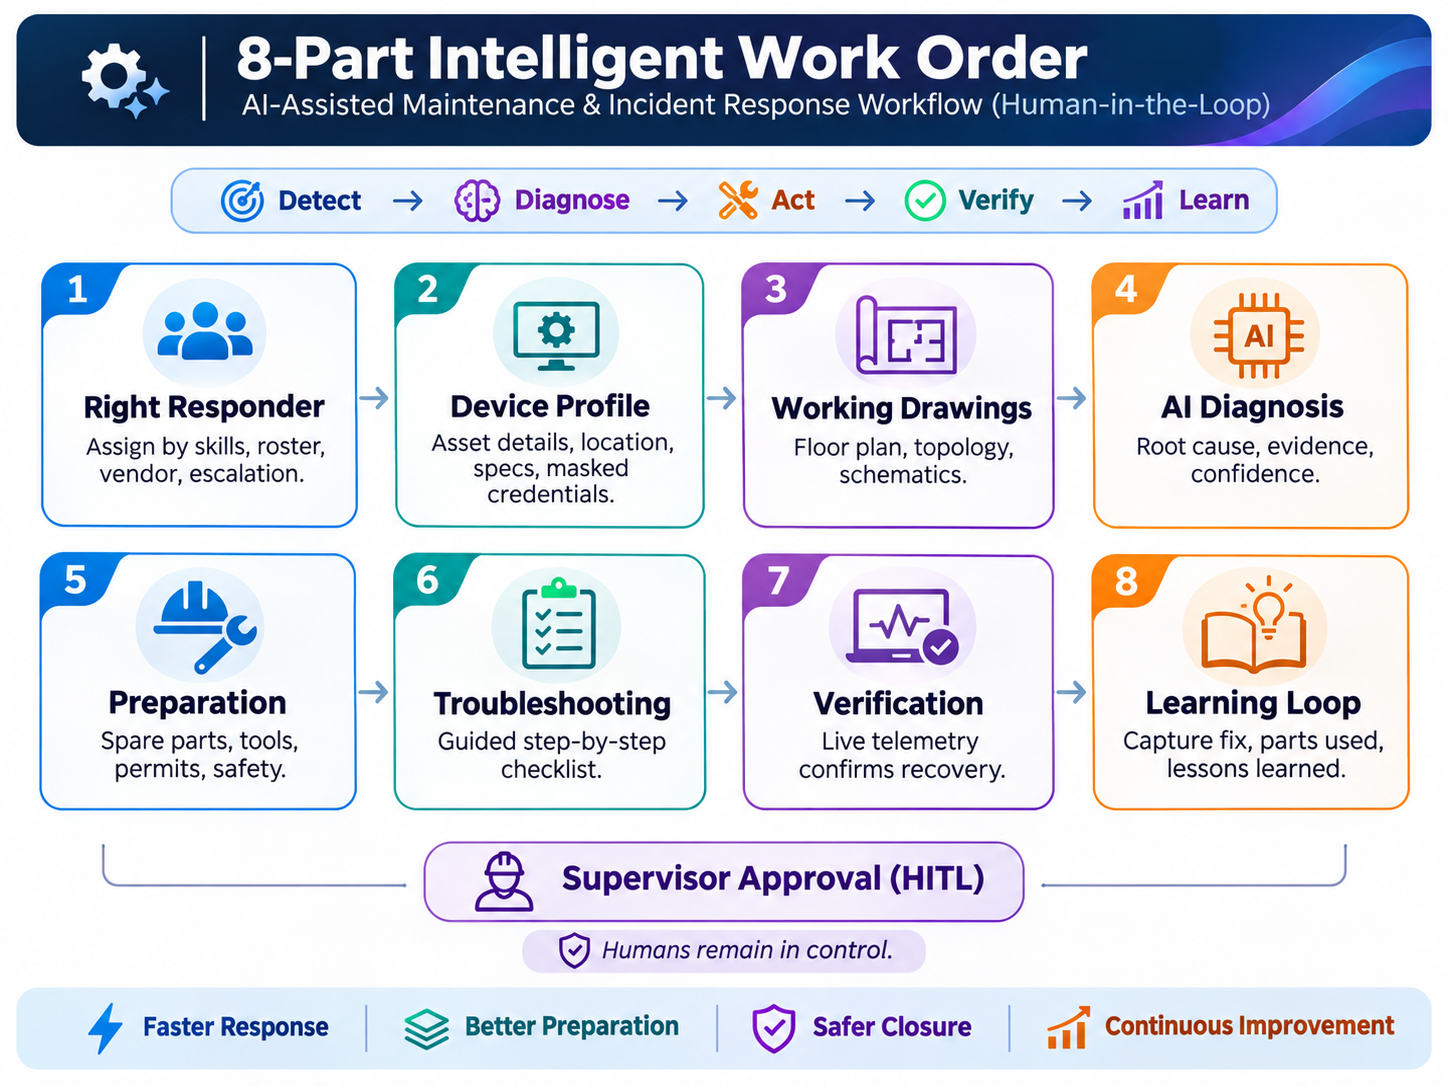 8-Part Intelligent Work Order
AI-Assisted Maintenance & Incident Response Workflow (Human-in-the-Loop)
Detect
Diagnose
Act
Verify
Learn
1
Right Responder
Assign by skills, roster,
vendor, escalation.
2
Device Profile
Asset details, location,
specs, masked
credentials.
3
Working Drawings
Floor plan, topology,
schematics.
4
AI
AI Diagnosis
Root cause, evidence,
confidence.
5
Preparation
Spare parts, tools,
permits, safety.
6
Troubleshooting
Guided step-by-step
checklist.
7
Verification
Live telemetry
confirms recovery.
8
Learning Loop
Capture fix, parts used,
lessons learned.
Supervisor Approval (HITL)
Humans remain in control.
Faster Response
Better Preparation
Safer Closure
Continuous Improvement